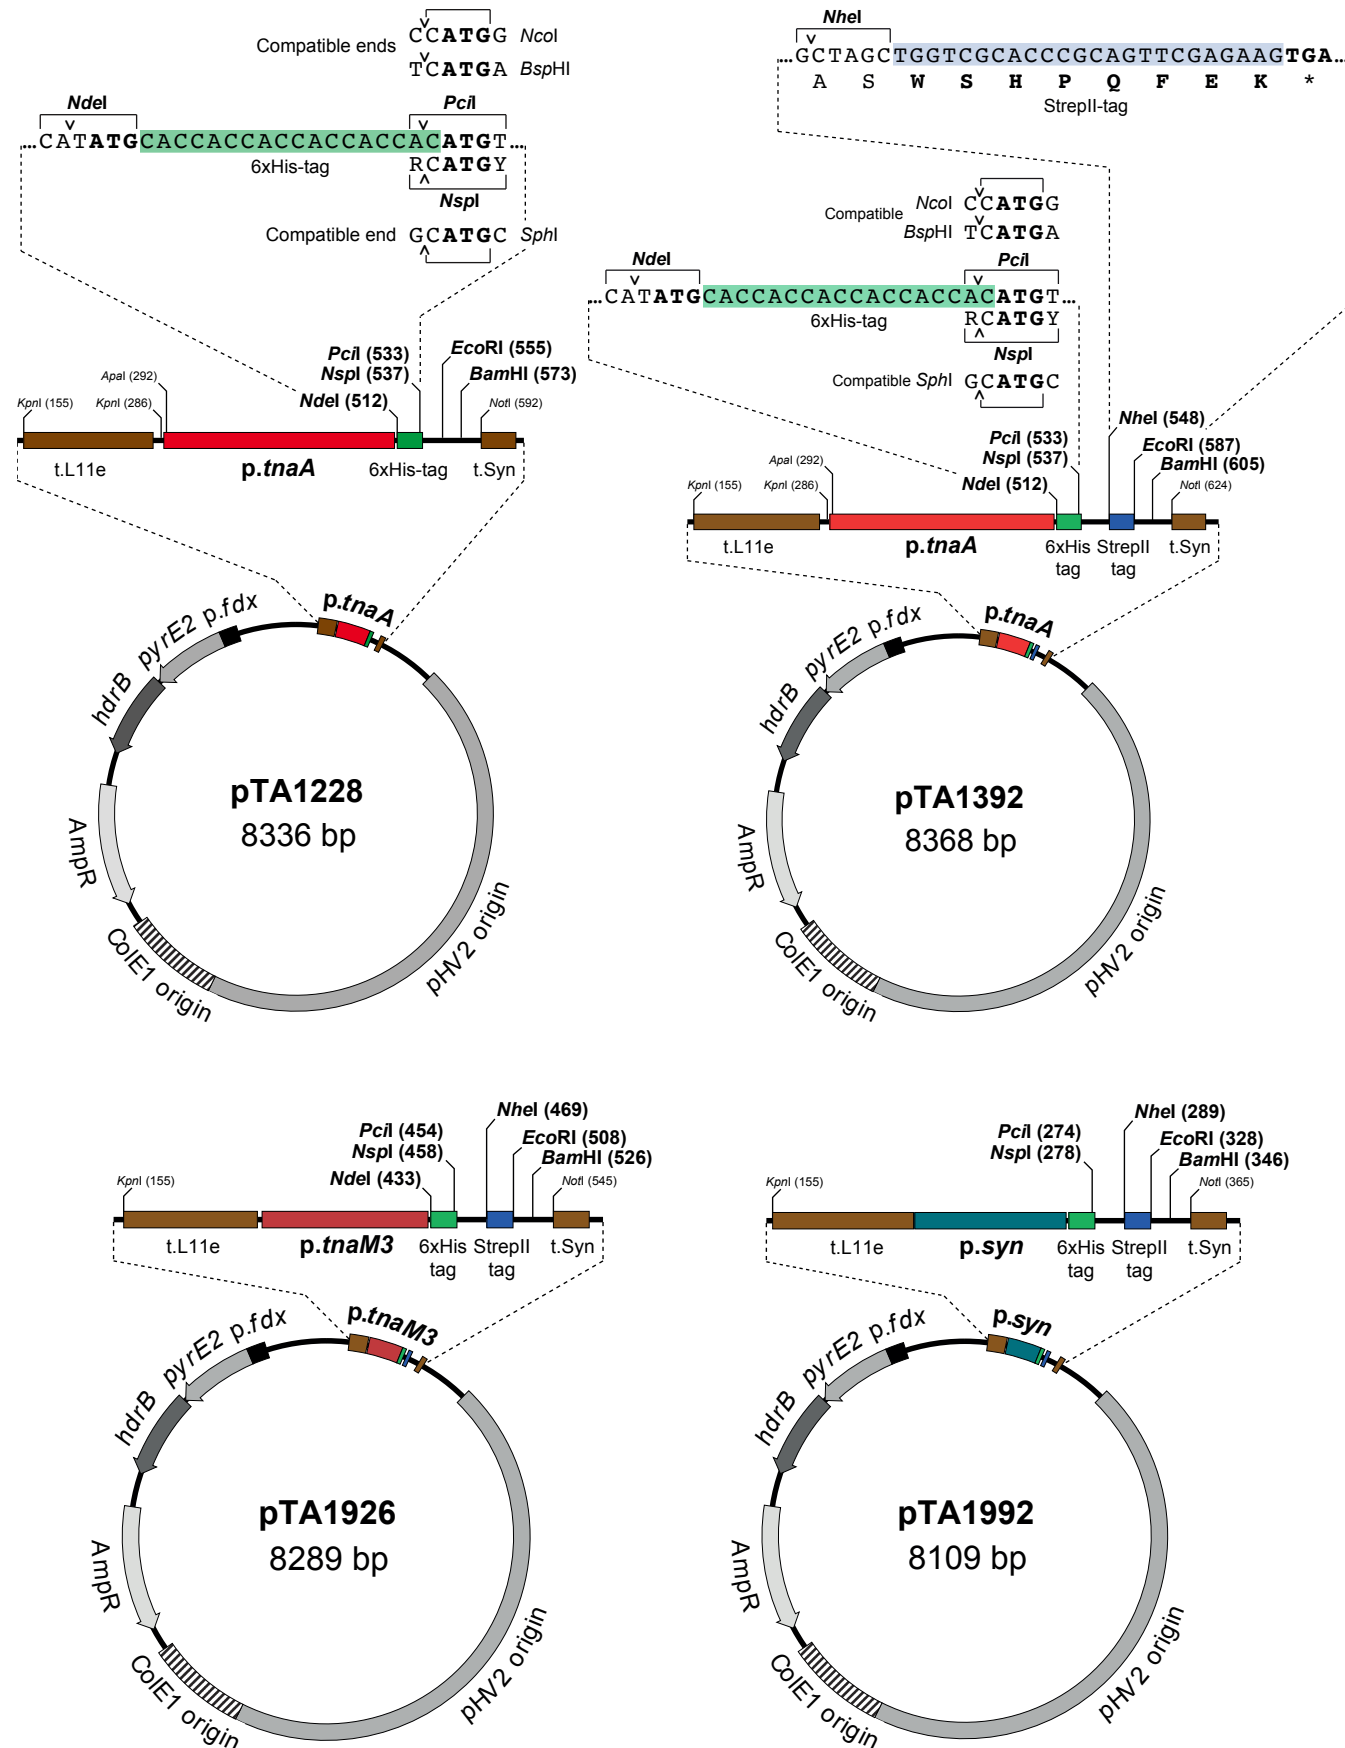 Compatible ends
CCATGG NcoI
TCATGA BspHI
NdeI
PciI
...CATATGCACCACCACCACCACCACATGT...
6xHis-tag
RCATGY
NspI
Compatible end GCATGC SphI
PciI (533)
NspI (537)
NdeI (512)
EcoRI (555)
BamHI (573)
ApaI (292)
KpnI (155)
KpnI (286)
NotI (592)
t.L11e
p.tnaA
6xHis-tag
t.Syn
p.tnaA
p.fdx
pyrE2
hdrB
AmpR
ColE1 origin
pHV2 origin
pTA1228
8336 bp
NheI
...GCTAGCTGGTCGCACCCGCAGTTCGAGAAGTGA...
A S W S H P Q F E K *
StrepII-tag
Compatible
NcoI CCATGG
BspHI TCATGA
NdeI
PciI
...CATATGCACCACCACCACCACCACATGT...
6xHis-tag
RCATGY
NspI
Compatible SphI GCATGC
NheI (548)
PciI (533)
NspI (537)
NdeI (512)
EcoRI (587)
BamHI (605)
ApaI (292)
KpnI (155)
KpnI (286)
NotI (624)
t.L11e
p.tnaA
6xHis tag
StrepII tag
t.Syn
p.tnaA
p.fdx
pyrE2
hdrB
AmpR
ColE1 origin
pHV2 origin
pTA1392
8368 bp
NheI (469)
PciI (454)
NspI (458)
NdeI (433)
EcoRI (508)
BamHI (526)
KpnI (155)
NotI (545)
t.L11e
p.tnaM3
6xHis tag
StrepII tag
t.Syn
p.tnaM3
p.fdx
pyrE2
hdrB
AmpR
ColE1 origin
pHV2 origin
pTA1926
8289 bp
NheI (289)
PciI (274)
NspI (278)
EcoRI (328)
BamHI (346)
KpnI (155)
NotI (365)
t.L11e
p.syn
6xHis tag
StrepII tag
t.Syn
p.syn
p.fdx
pyrE2
hdrB
AmpR
ColE1 origin
pHV2 origin
pTA1992
8109 bp